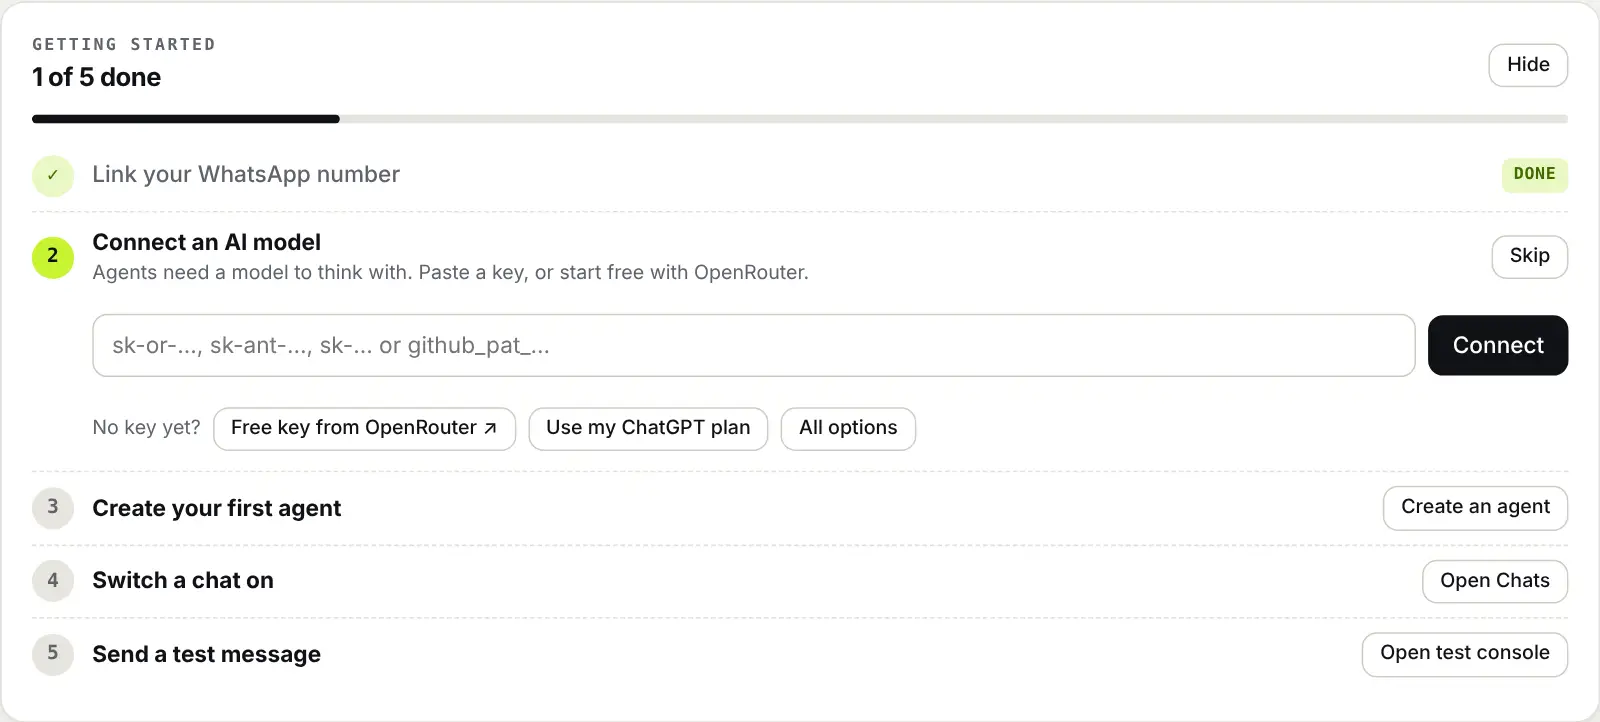 GETTING STARTED
1 of 5 done
Hide
✓ Link your WhatsApp number DONE
2 Connect an AI model
Agents need a model to think with. Paste a key, or start free with OpenRouter.
Skip
sk-or-..., sk-ant-..., sk-... or github_pat_...
Connect
No key yet? Free key from OpenRouter ↗ Use my ChatGPT plan All options
3 Create your first agent Create an agent
4 Switch a chat on Open Chats
5 Send a test message Open test console